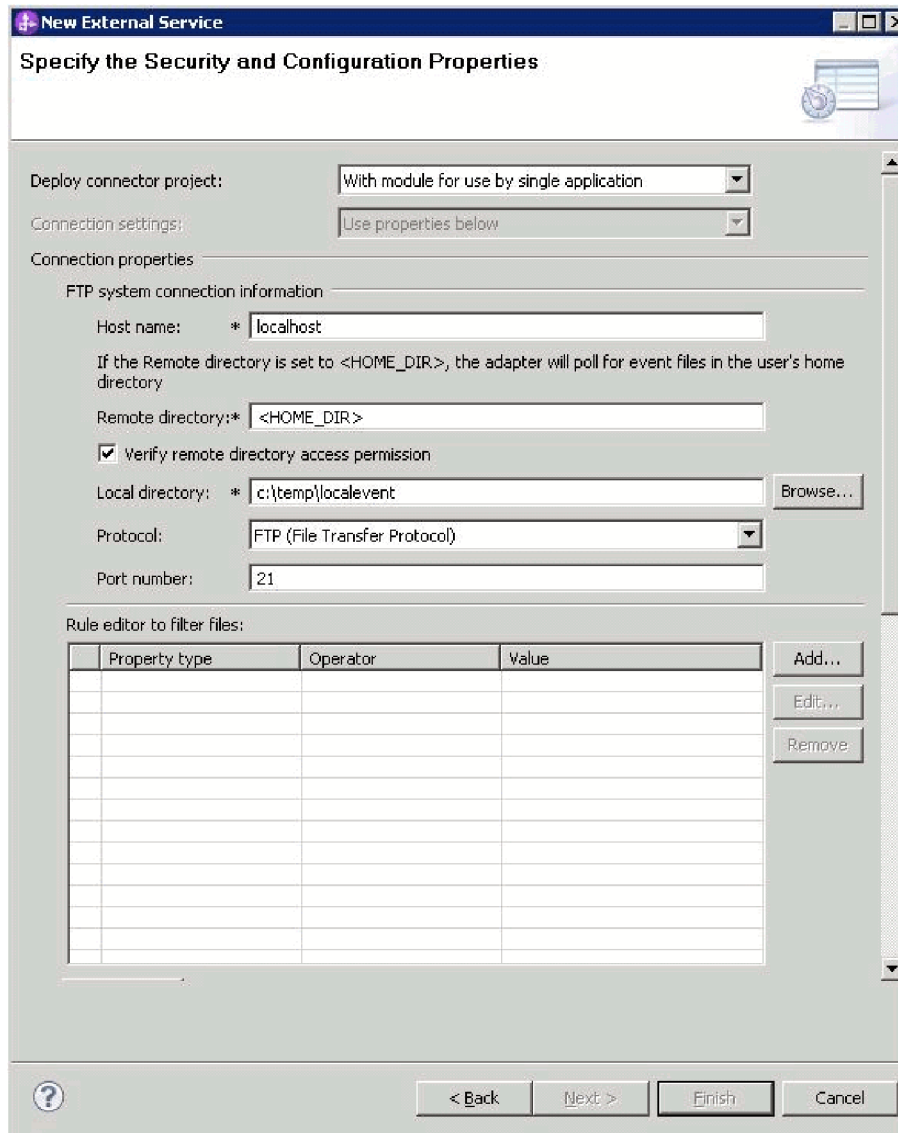 New External Service
Specify the Security and Configuration Properties
Deploy connector project: With module for use by single application
Connection settings: Use properties below
Connection properties
FTP system connection information
Host name: * localhost
If the Remote directory is set to <HOME_DIR>, the adapter will poll for event files in the user's home
directory
Remote directory:* <HOME_DIR>
Verify remote directory access permission
Local directory: * c:\temp\localevent Browse...
Protocol: FTP (File Transfer Protocol)
Port number: 21
Rule editor to filter files:
Property type Operator Value Add...
Edit...
Remove
? < Back Next > Finish Cancel